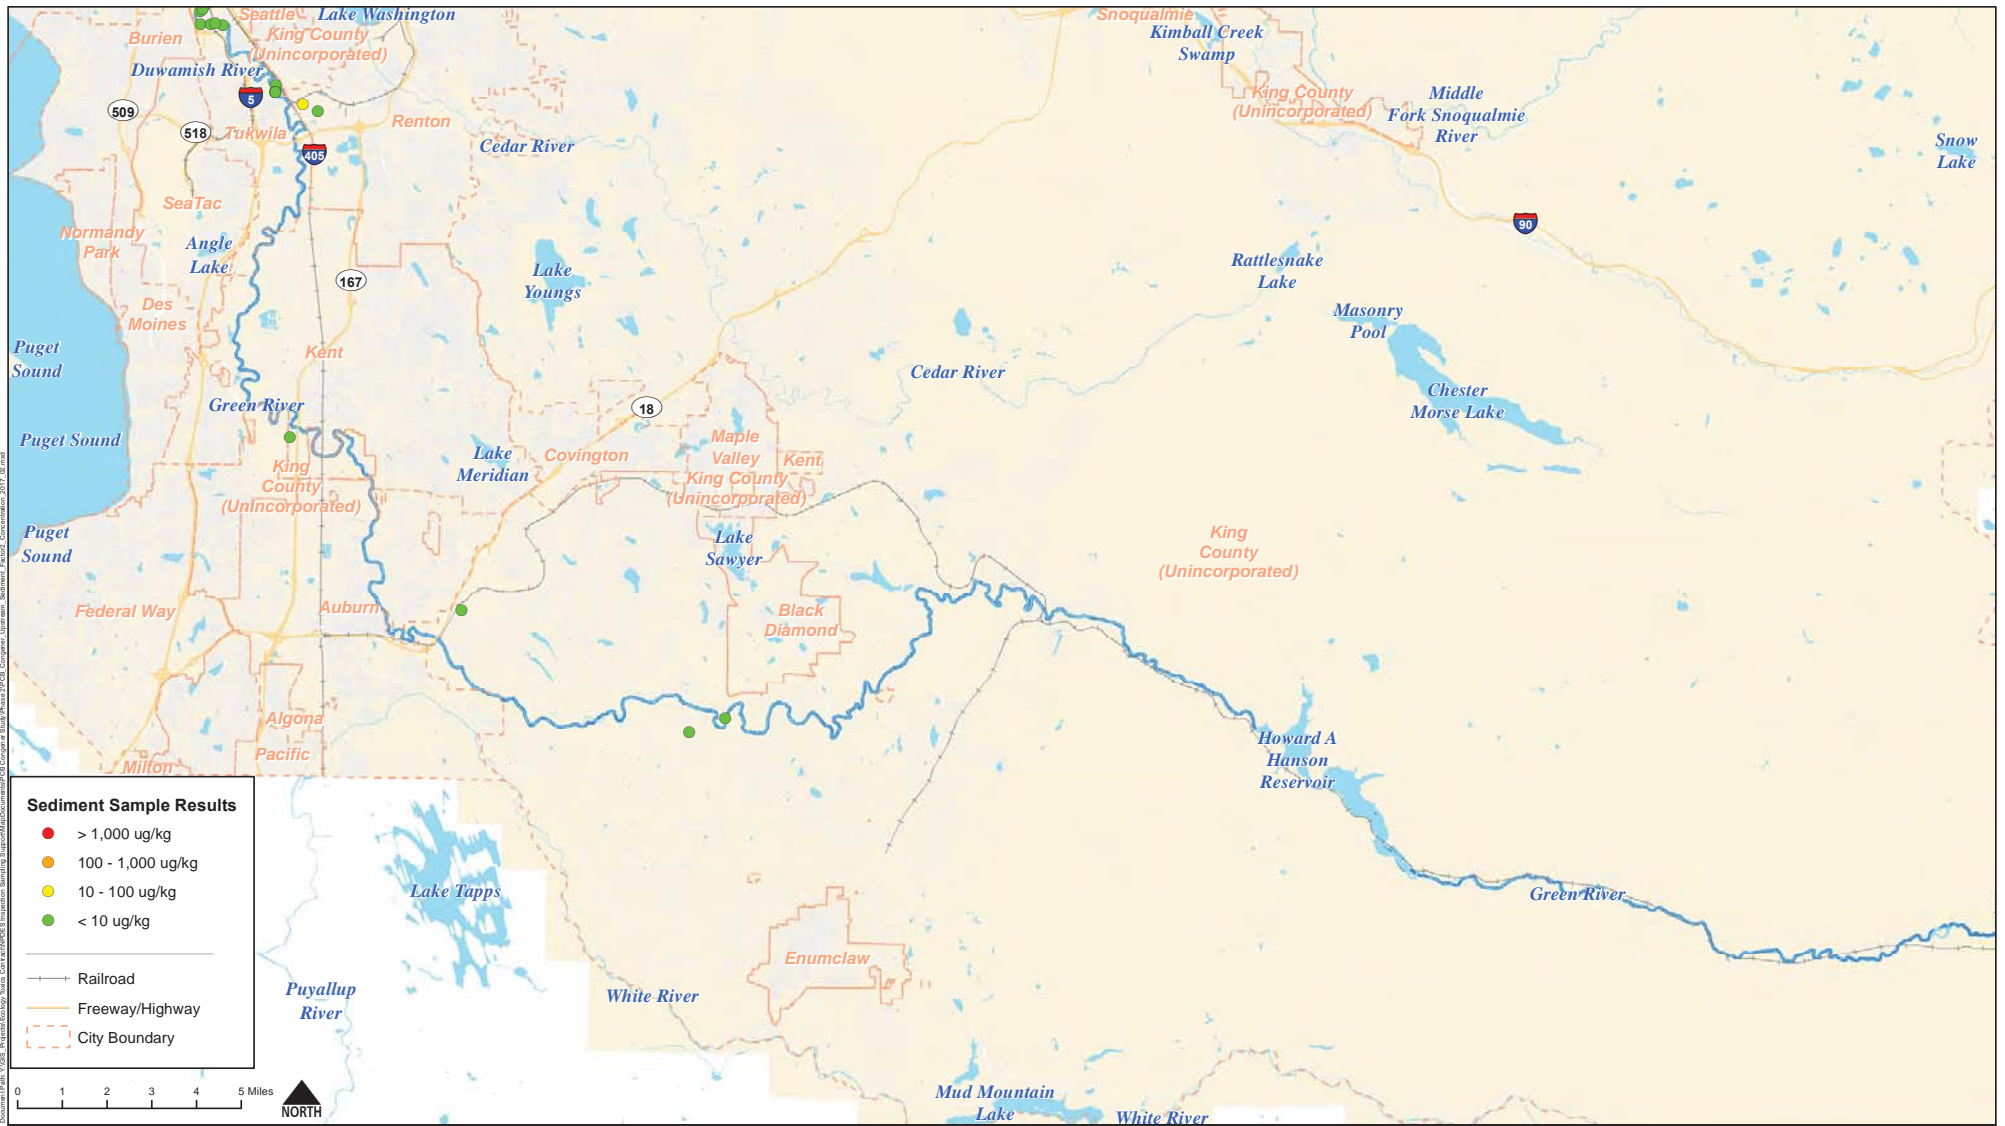 Seattle
Lake Washington
King County
(Unincorporated)
Burien
Duwamish River
5
509
518
Tukwila
Renton
405
Cedar River
SeaTac
Normandy
Park
Angle
Lake
167
Lake
Youngs
Des
Moines
Kent
Puget
Sound
Green River
Puget Sound
King
County
(Unincorporated)
Puget
Sound
Lake
Meridian
Covington
18
Maple
Valley
Kent
King County
(Unincorporated)
Lake
Sawyer
Black
Diamond
Federal Way
Auburn
Algona
Pacific
Milton
Snoqualmie
Kimball Creek
Swamp
King County
(Unincorporated)
Middle
Fork Snoqualmie
River
Snow
Lake
90
Rattlesnake
Lake
Masonry
Pool
Cedar River
Chester
Morse Lake
King
County
(Unincorporated)
Howard A
Hanson
Reservoir
Green River
Lake Tapps
Enumclaw
Puyallup
River
White River
Mud Mountain
Lake
White River
Sediment Sample Results
> 1,000 ug/kg
100 - 1,000 ug/kg
10 - 100 ug/kg
< 10 ug/kg
Railroad
Freeway/Highway
City Boundary
0 1 2 3 4 5 Miles
NORTH